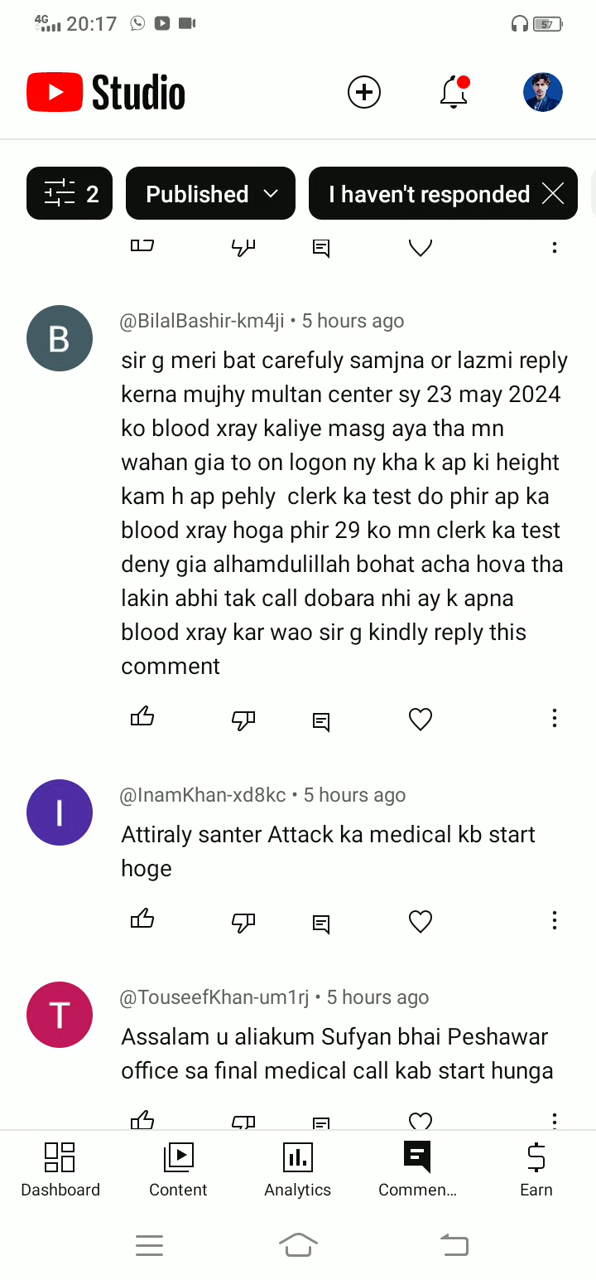 4G 20:17 57
Studio
2 Published I haven't responded
@BilalBashir-km4ji • 5 hours ago
B
sir g meri bat carefuly samjna or lazmi reply
kerna mujhy multan center sy 23 may 2024
ko blood xray kaliye masg aya tha mn
wahan gia to on logon ny kha k ap ki height
kam h ap pehly clerk ka test do phir ap ka
blood xray hoga phir 29 ko mn clerk ka test
deny gia alhamdulillah bohat acha hova tha
lakin abhi tak call dobara nhi ay k apna
blood xray kar wao sir g kindly reply this
comment
@InamKhan-xd8kc • 5 hours ago
I
Attiraly santer Attack ka medical kb start
hoge
@TouseefKhan-um1rj • 5 hours ago
T
Assalam u aliakum Sufyan bhai Peshawar
office sa final medical call kab start hunga
Dashboard Content Analytics Commen... Earn